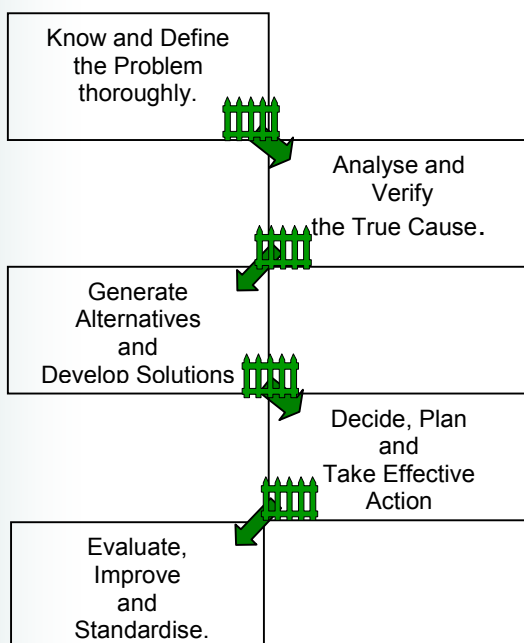 Know and Define
the Problem
thoroughly.
Analyse and
Verify
the True Cause.
Generate
Alternatives
and
Develop Solutions
Decide, Plan
and
Take Effective
Action
Evaluate,
Improve
and
Standardise.